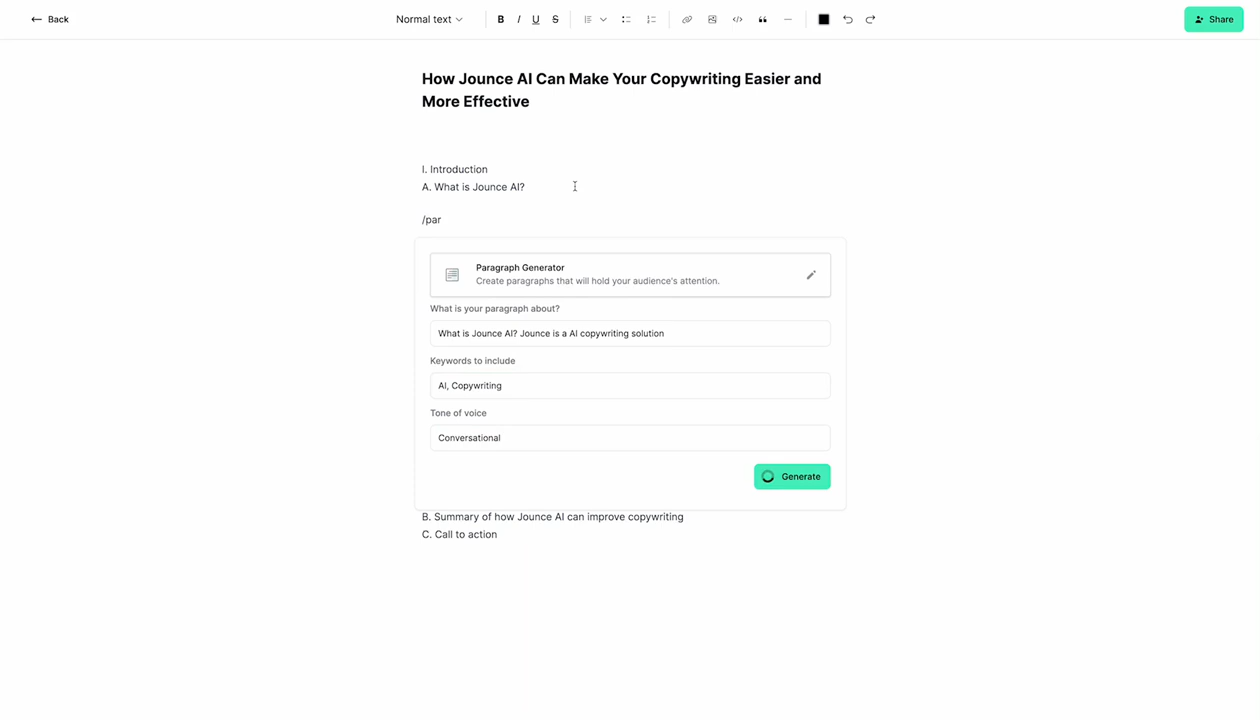 Back
Normal text
B
I
U
S
Share
How Jounce AI Can Make Your Copywriting Easier and
More Effective
I. Introduction
A. What is Jounce AI?
/par
Paragraph Generator
Create paragraphs that will hold your audience's attention.
What is your paragraph about?
What is Jounce AI? Jounce is a AI copywriting solution
Keywords to include
AI, Copywriting
Tone of voice
Conversational
Generate
B. Summary of how Jounce AI can improve copywriting
C. Call to action